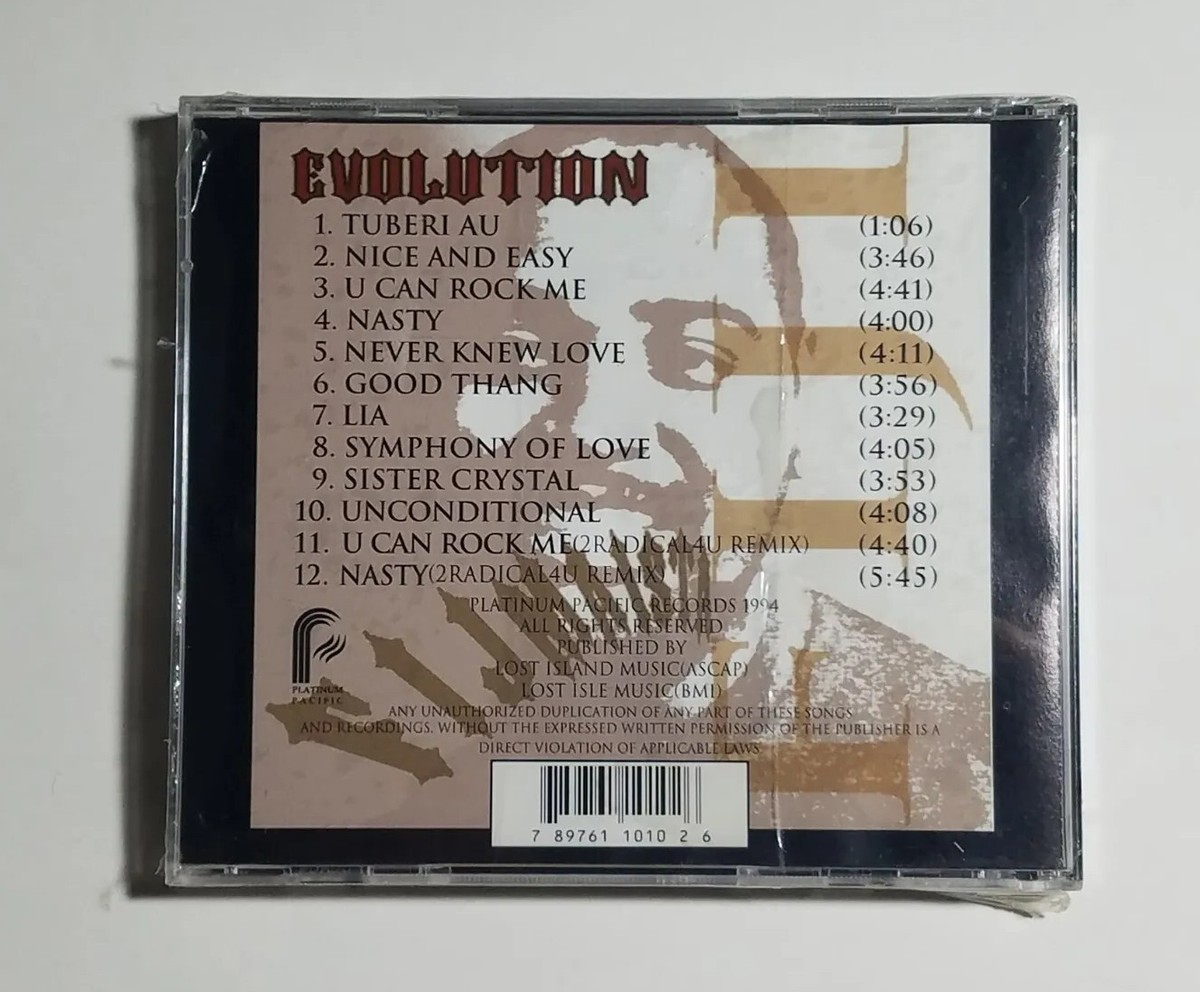 EVOLUTION
1. TUBERI AU (1:06)
2. NICE AND EASY (3:46)
3. U CAN ROCK ME (4:41)
4. NASTY (4:00)
5. NEVER KNEW LOVE (4:11)
6. GOOD THANG (3:56)
7. LIA (3:29)
8. SYMPHONY OF LOVE (4:05)
9. SISTER CRYSTAL (3:53)
10. UNCONDITIONAL (4:08)
11. U CAN ROCK ME(2RADICAL4U REMIX) (4:40)
12. NASTY(2RADICAL4U REMIX) (5:45)
PLATINUM PACIFIC RECORDS 1994
ALL RIGHTS RESERVED
PUBLISHED BY
LOST ISLAND MUSIC(ASCAP)
LOST ISLE MUSIC(BMI)
PLATINUM
PACIFIC
ANY UNAUTHORIZED DUPLICATION OF ANY PART OF THESE SONGS
AND RECORDINGS, WITHOUT THE EXPRESSED WRITTEN PERMISSION OF THE PUBLISHER IS A
DIRECT VIOLATION OF APPLICABLE LAWS
7 89761 1010 2 6